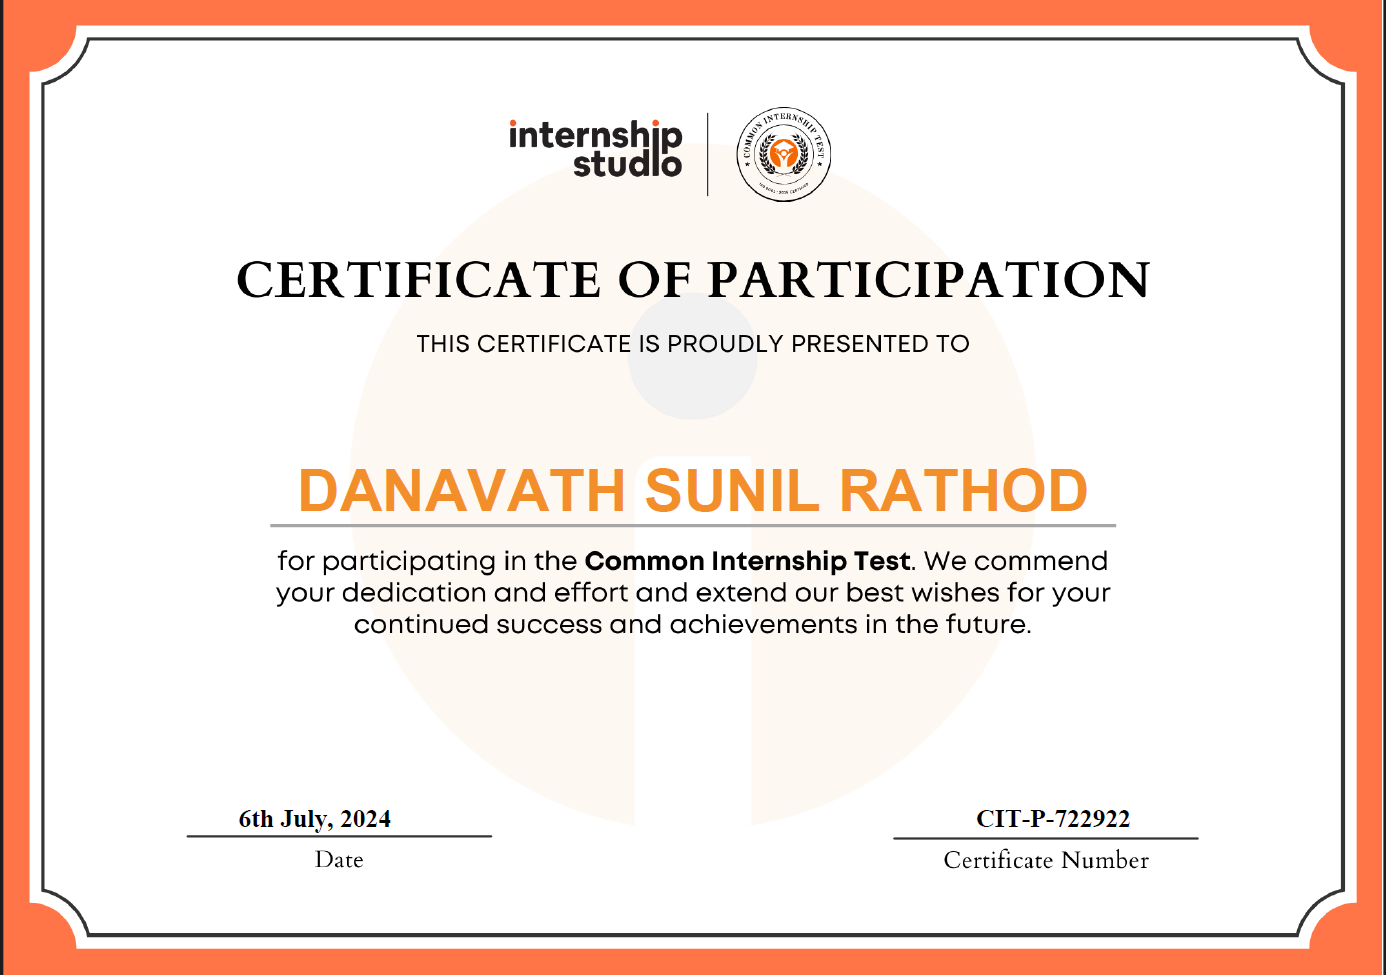 internship
studio
COMMON INTERNSHIP TEST
CERTIFICATE OF PARTICIPATION
THIS CERTIFICATE IS PROUDLY PRESENTED TO
DANAVATH SUNIL RATHOD
for participating in the Common Internship Test. We commend
your dedication and effort and extend our best wishes for your
continued success and achievements in the future.
6th July, 2024
Date
CIT-P-722922
Certificate Number